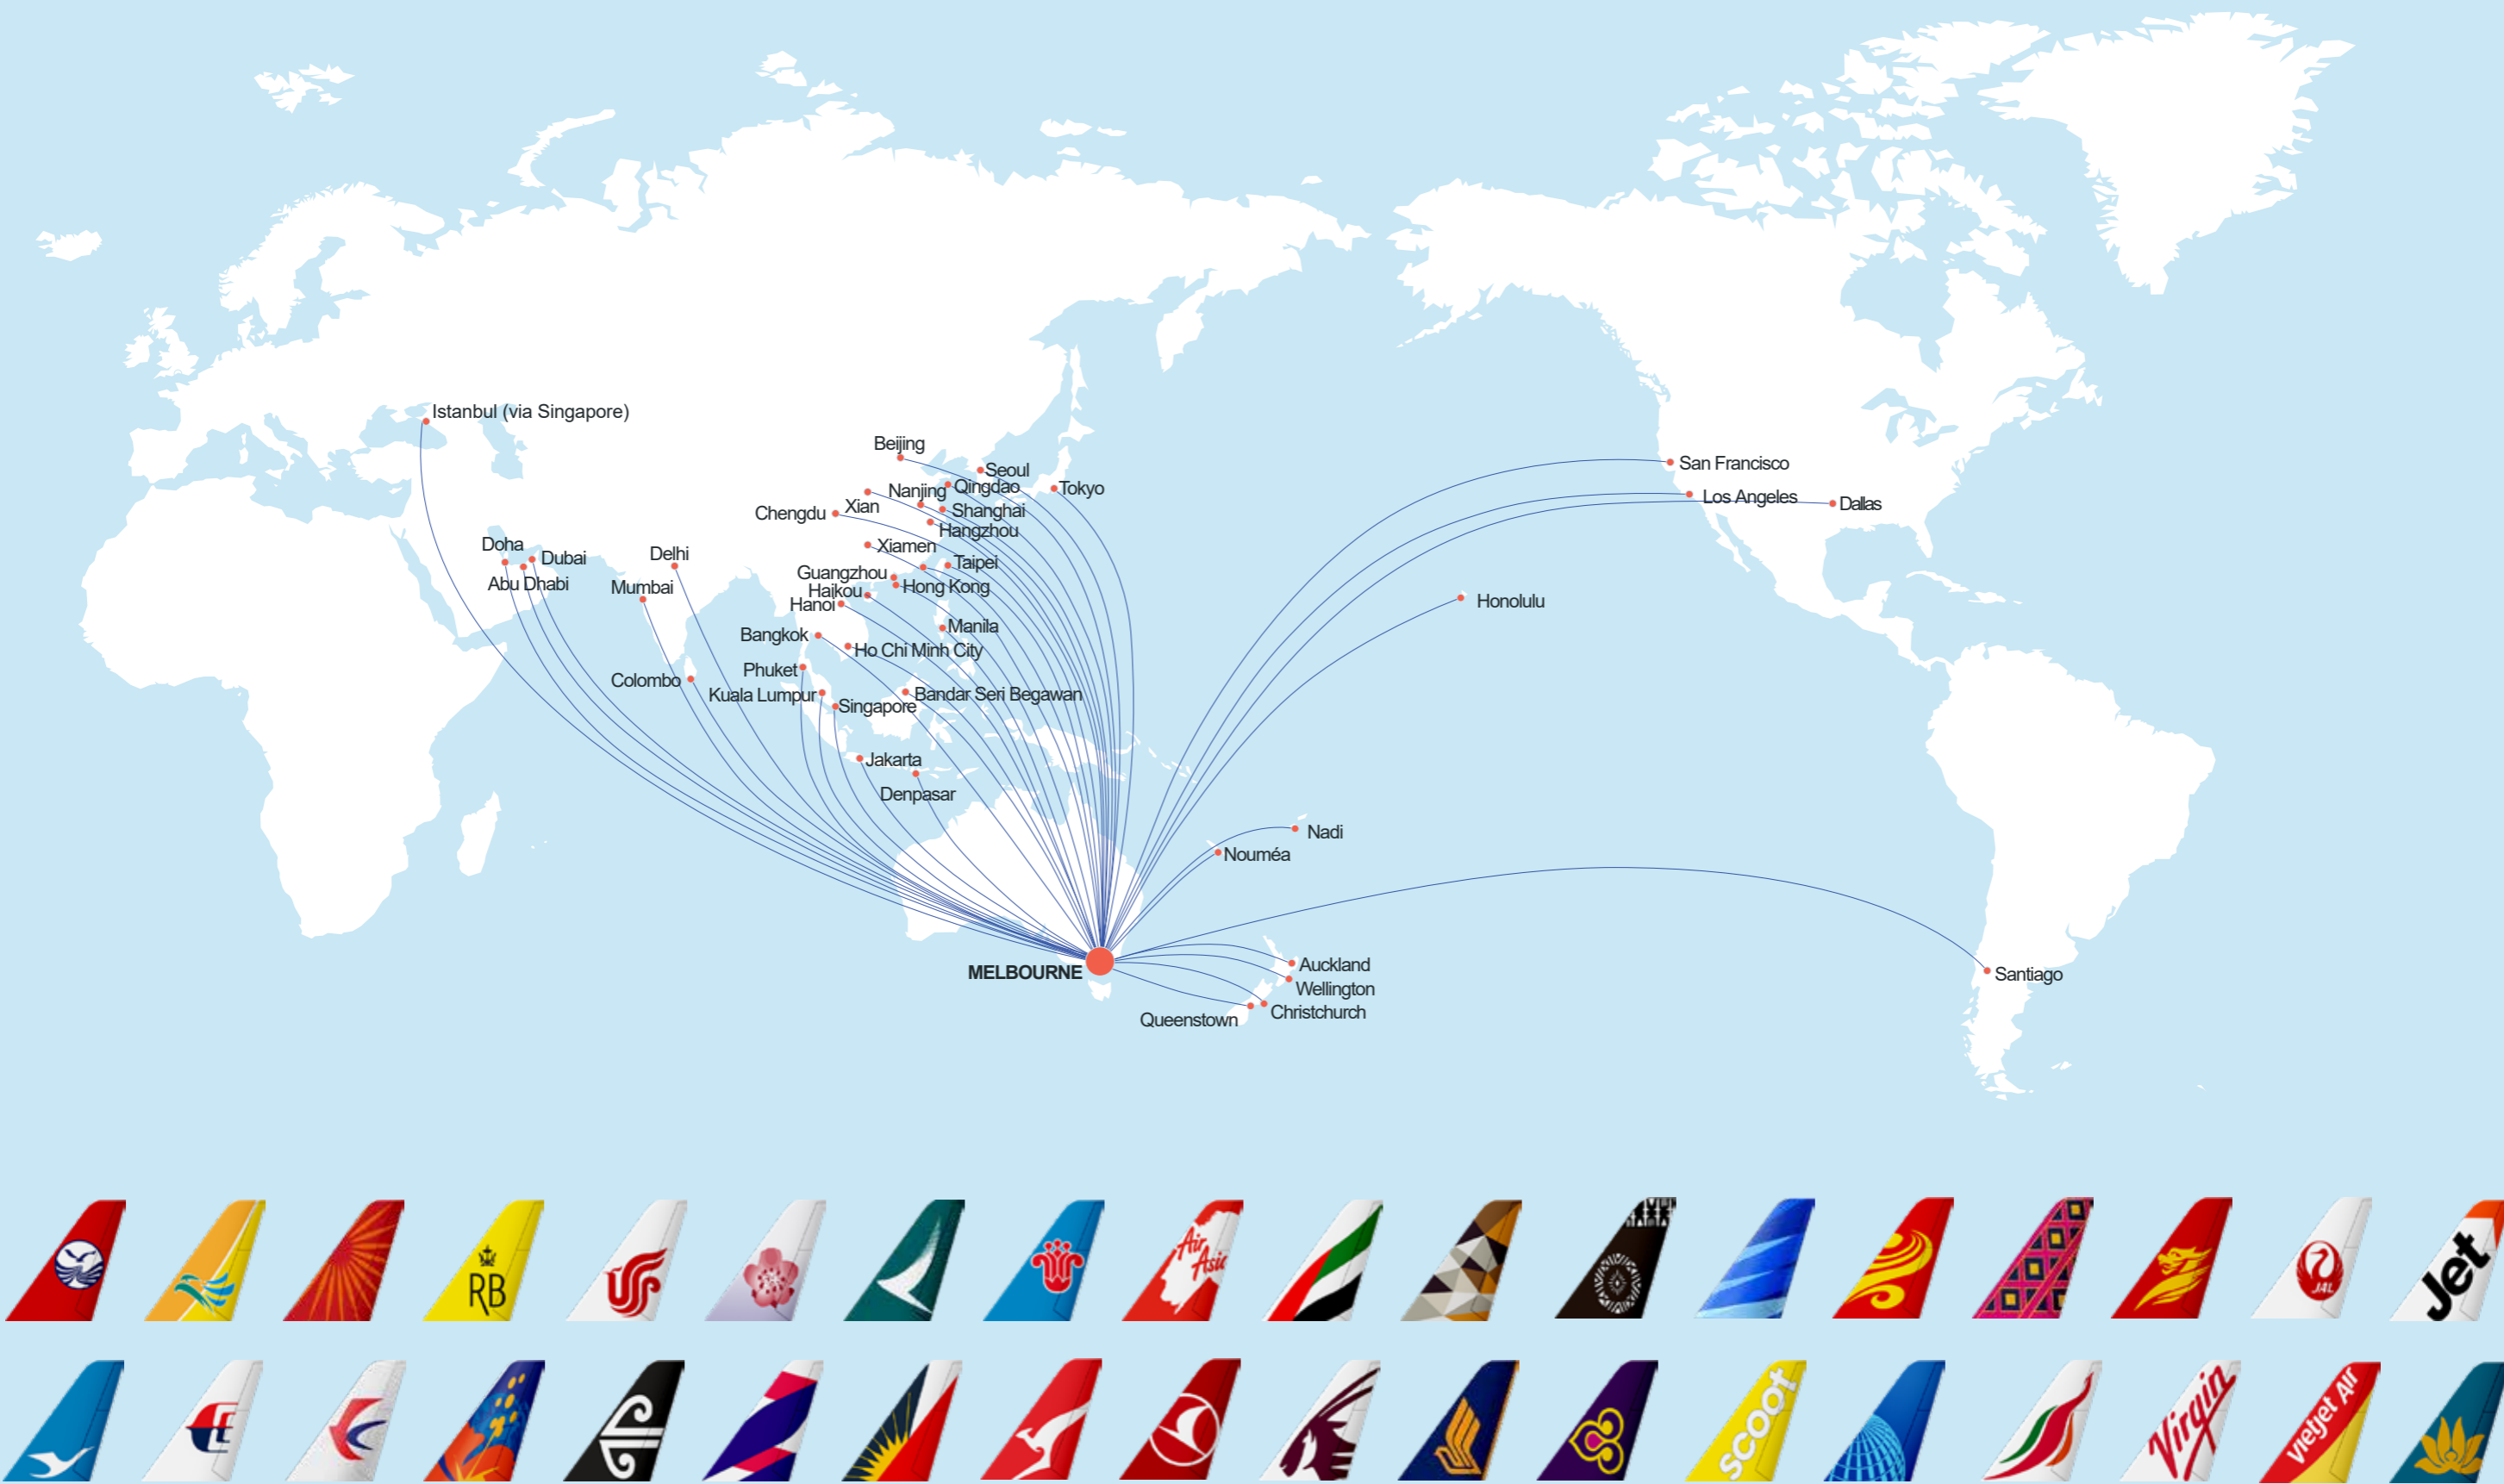 Istanbul (via Singapore)
Beijing
Seoul
San Francisco
Nanjing
Qingdao
Tokyo
Los Angeles
Dallas
Chengdu
Xian
Shanghai
Hangzhou
Doha
Dubai
Delhi
Xiamen
Taipei
Abu Dhabi
Mumbai
Guangzhou
Hong Kong
Haikou
Hanoi
Honolulu
Bangkok
Manila
Ho Chi Minh City
Phuket
Colombo
Kuala Lumpur
Bandar Seri Begawan
Singapore
Jakarta
Denpasar
Nadi
Nouméa
MELBOURNE
Auckland
Santiago
Wellington
Queenstown
Christchurch
RB
Air
Asia
JAL
Jet
scoot
Virgin
vietjet Air